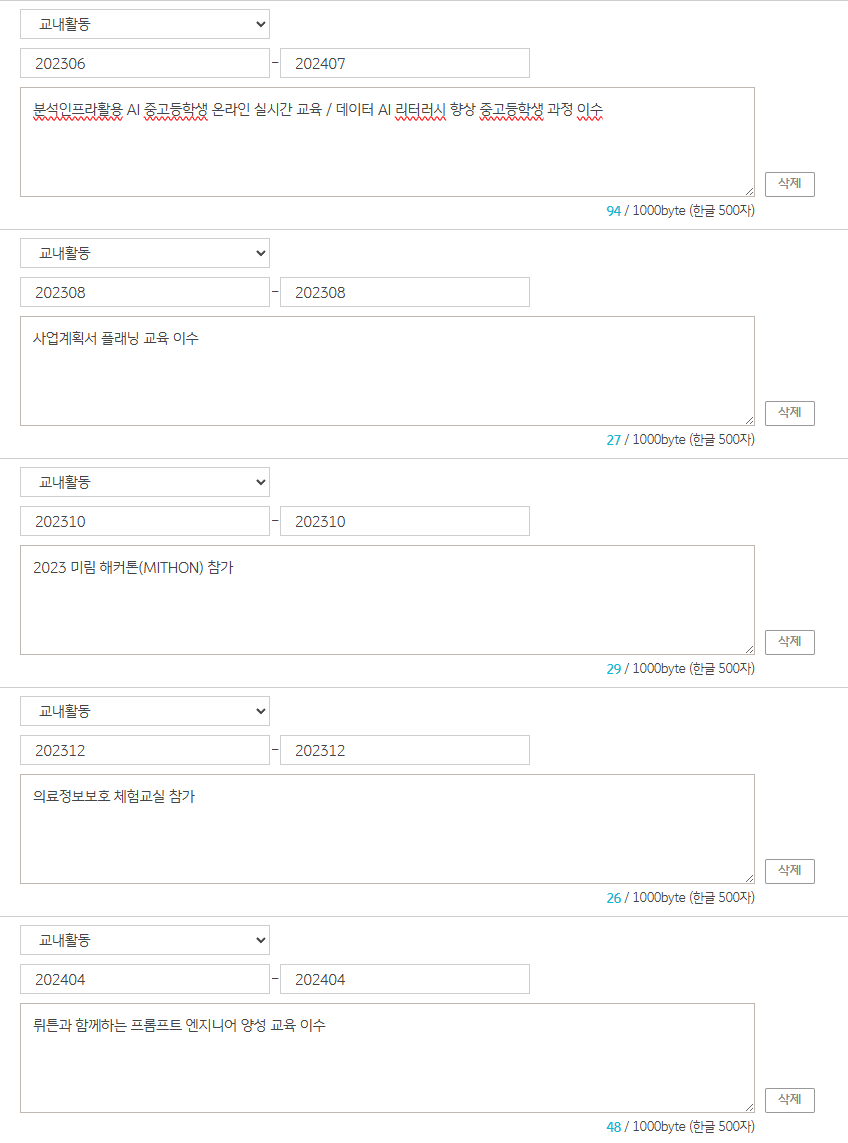 교내활동
202306 - 202407
분석인프라활용 AI 중고등학생 온라인 실시간 교육 / 데이터 AI 리터러시 향상 중고등학생 과정 이수
삭제
94 / 1000byte (한글 500자)
교내활동
202308 - 202308
사업계획서 플래닝 교육 이수
삭제
27 / 1000byte (한글 500자)
교내활동
202310 - 202310
2023 미림 해커톤(MITHON) 참가
삭제
29 / 1000byte (한글 500자)
교내활동
202312 - 202312
의료정보보호 체험교실 참가
삭제
26 / 1000byte (한글 500자)
교내활동
202404 - 202404
뤼튼과 함께하는 프롬프트 엔지니어 양성 교육 이수
삭제
48 / 1000byte (한글 500자)